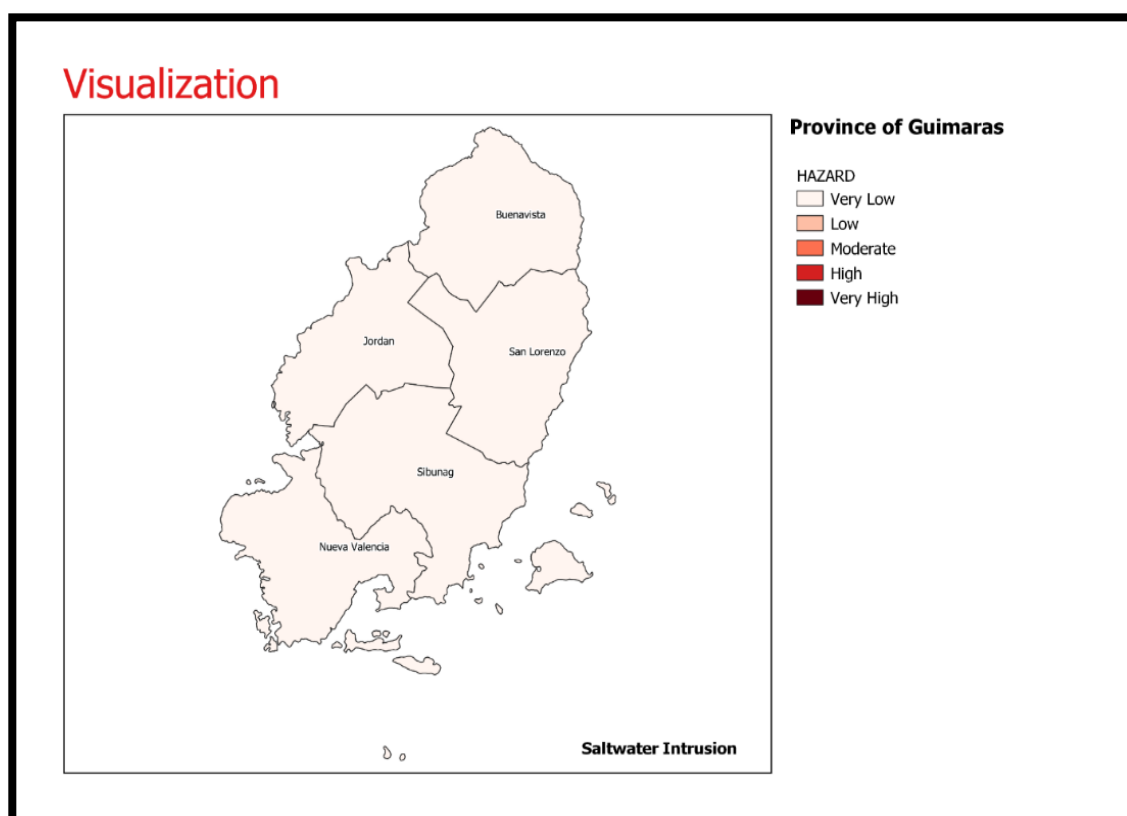 Visualization
Province of Guimaras
HAZARD
Very Low
Low
Moderate
High
Very High
Buenavista
Jordan
San Lorenzo
Sibunag
Nueva Valencia
Saltwater Intrusion